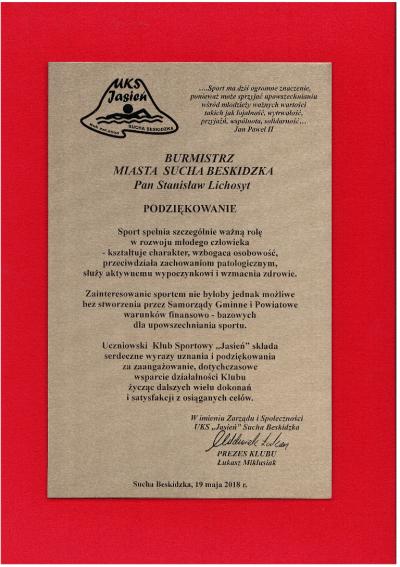 UKS
Jasień
SUCHA BESKIDZKA
....Sport ma dziś ogromne znaczenie,
ponieważ może sprzyjać upowszechnianiu
wśród młodzieży ważnych wartości
takich jak lojalność, wytrwałość,
przyjaźń, wspólnota, solidarność…
Jan Paweł II
BURMISTRZ
MIASTA SUCHA BESKIDZKA
Pan Stanisław Lichosyt
PODZIĘKOWANIE
Sport spełnia szczególnie ważną rolę
w rozwoju młodego człowieka
- kształtuje charakter, wzbogaca osobowość,
przeciwdziała zachowaniom patologicznym,
służy aktywnemu wypoczynkowi i wzmacnia zdrowie.
Zainteresowanie sportem nie byłoby jednak możliwe
bez stworzenia przez Samorządy Gminne i Powiatowe
warunków finansowo - bazowych
dla upowszechniania sportu.
Uczniowski Klub Sportowy „Jasień” składa
serdeczne wyrazy uznania i podziękowania
za zaangażowanie, dotychczasowe
wsparcie działalności Klubu
życząc dalszych wielu dokonań
i satysfakcji z osiąganych celów.
W imieniu Zarządu i Społeczności
UKS „Jasień” Sucha Beskidzka
PREZES KLUBU
Łukasz Miklusiak
Sucha Beskidzka, 19 maja 2018 r.